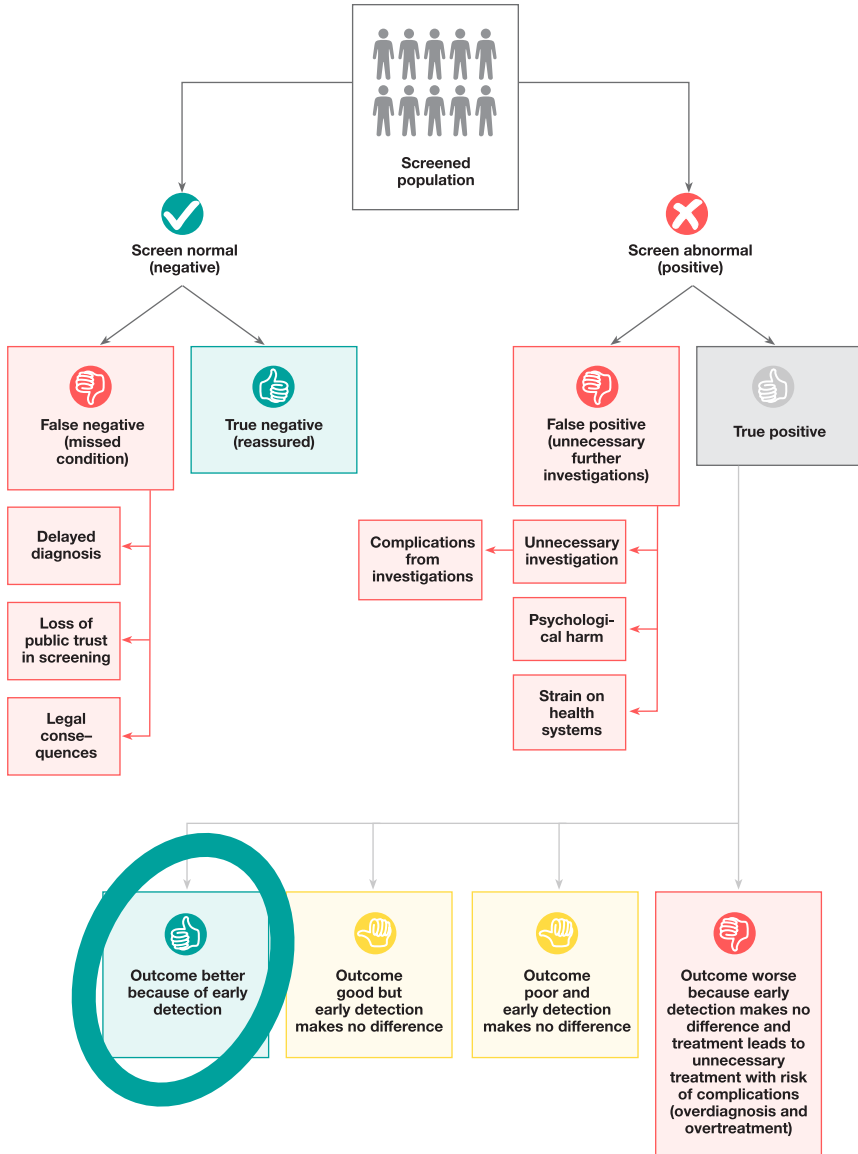 Screened
population
Screen normal
(negative)
Screen abnormal
(positive)
False negative
(missed
condition)
True negative
(reassured)
False positive
(unnecessary
further
investigations)
True positive
Delayed
diagnosis
Loss of
public trust
in screening
Legal
conse-
quences
Complications
from
investigations
Unnecessary
investigation
Psychologi-
cal harm
Strain on
health
systems
Outcome better
because of early
detection
Outcome
good but
early detection
makes no difference
Outcome
poor and
early detection
makes no difference
Outcome worse
because early
detection makes no
difference and
treatment leads to
unnecessary
treatment with risk
of complications
(overdiagnosis and
overtreatment)